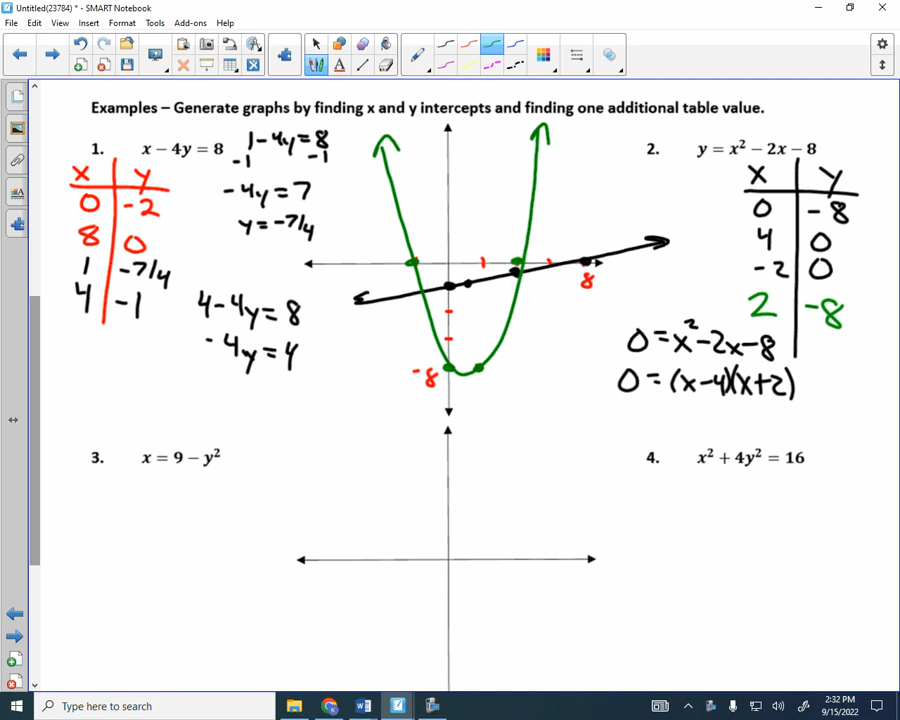 Untitled(23784) * - SMART Notebook
File Edit View Insert Format Tools Add-ons Help
Examples – Generate graphs by finding x and y intercepts and finding one additional table value.
1. x − 4y = 8
x y
0 -2
8 0
1 -7/4
4 -1
1-4y=8
-1 -1
-4y=7
y=-7/4
4-4y=8
-4y=4
8
-8
2. y = x² − 2x − 8
x y
0 -8
4 0
-2 0
2 -8
0=x²-2x-8
0=(x-4)(x+2)
3. x = 9 − y²
4. x² + 4y² = 16
Type here to search
2:32 PM
9/15/2022